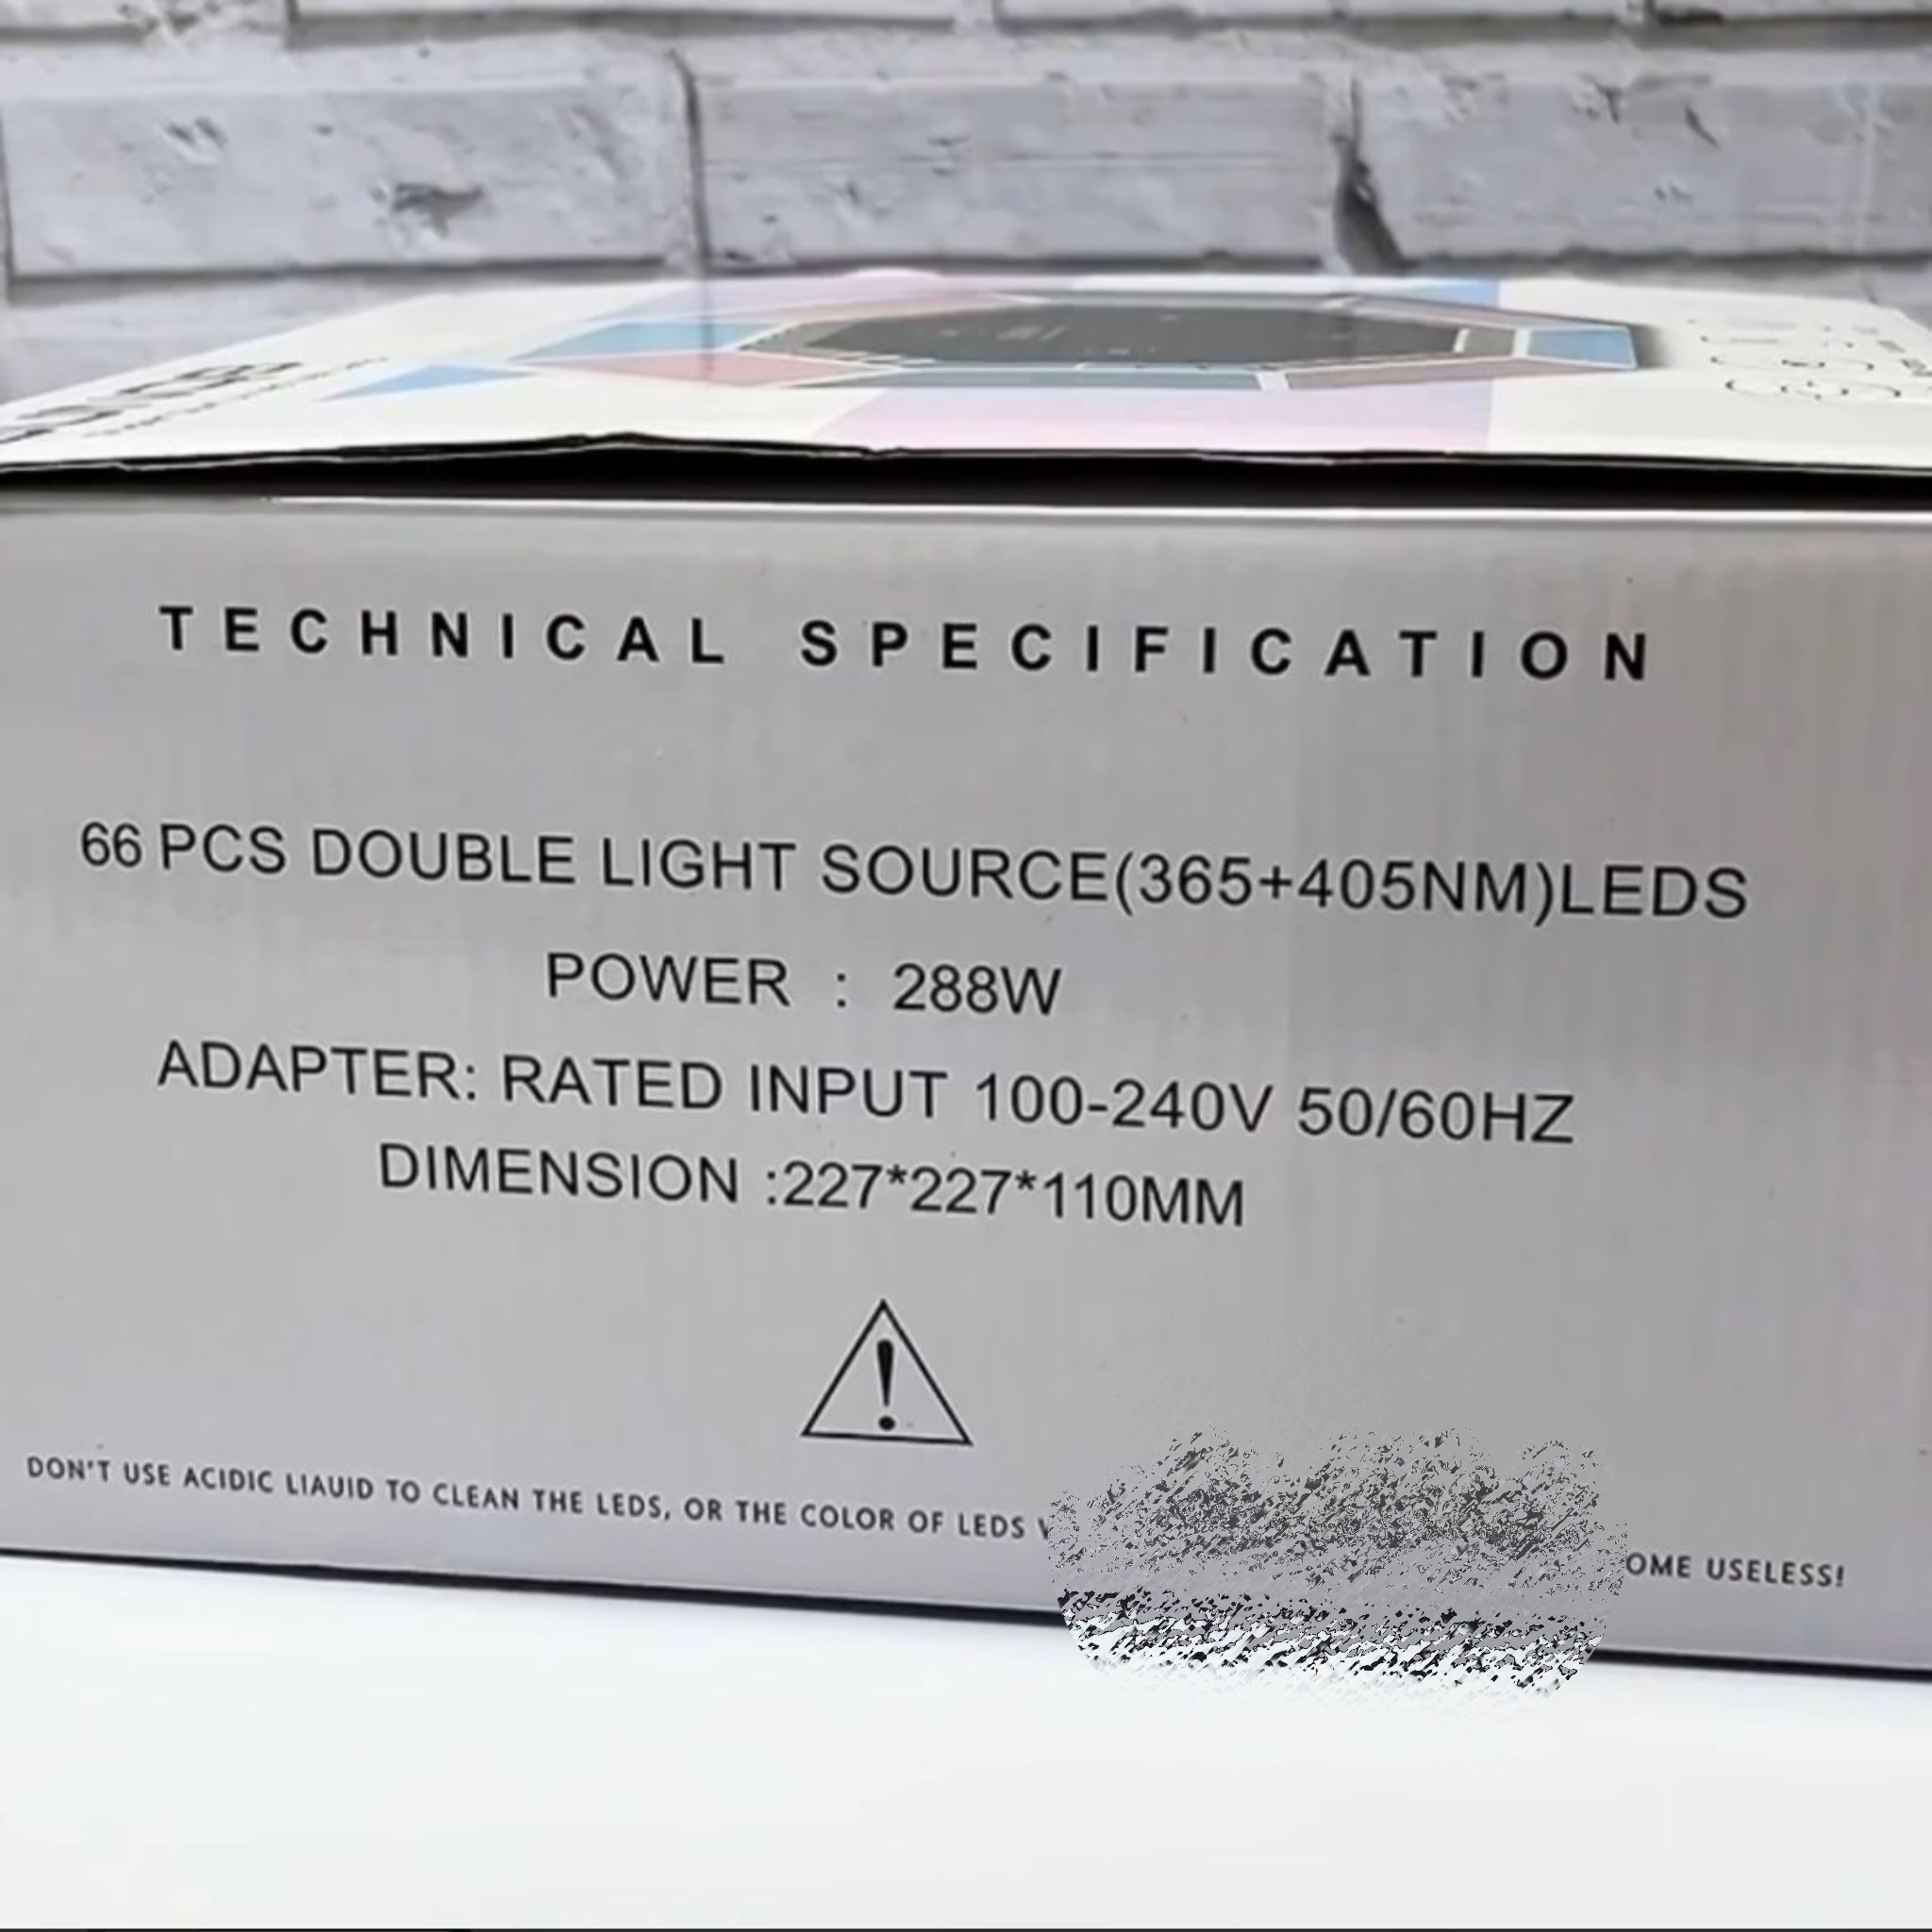 TECHNICAL SPECIFICATION
66 PCS DOUBLE LIGHT SOURCE(365+405NM)LEDS
POWER : 288W
ADAPTER: RATED INPUT 100-240V 50/60HZ
DIMENSION :227*227*110MM
DON'T USE ACIDIC LIAUID TO CLEAN THE LEDS, OR THE COLOR OF LEDS USELESS!